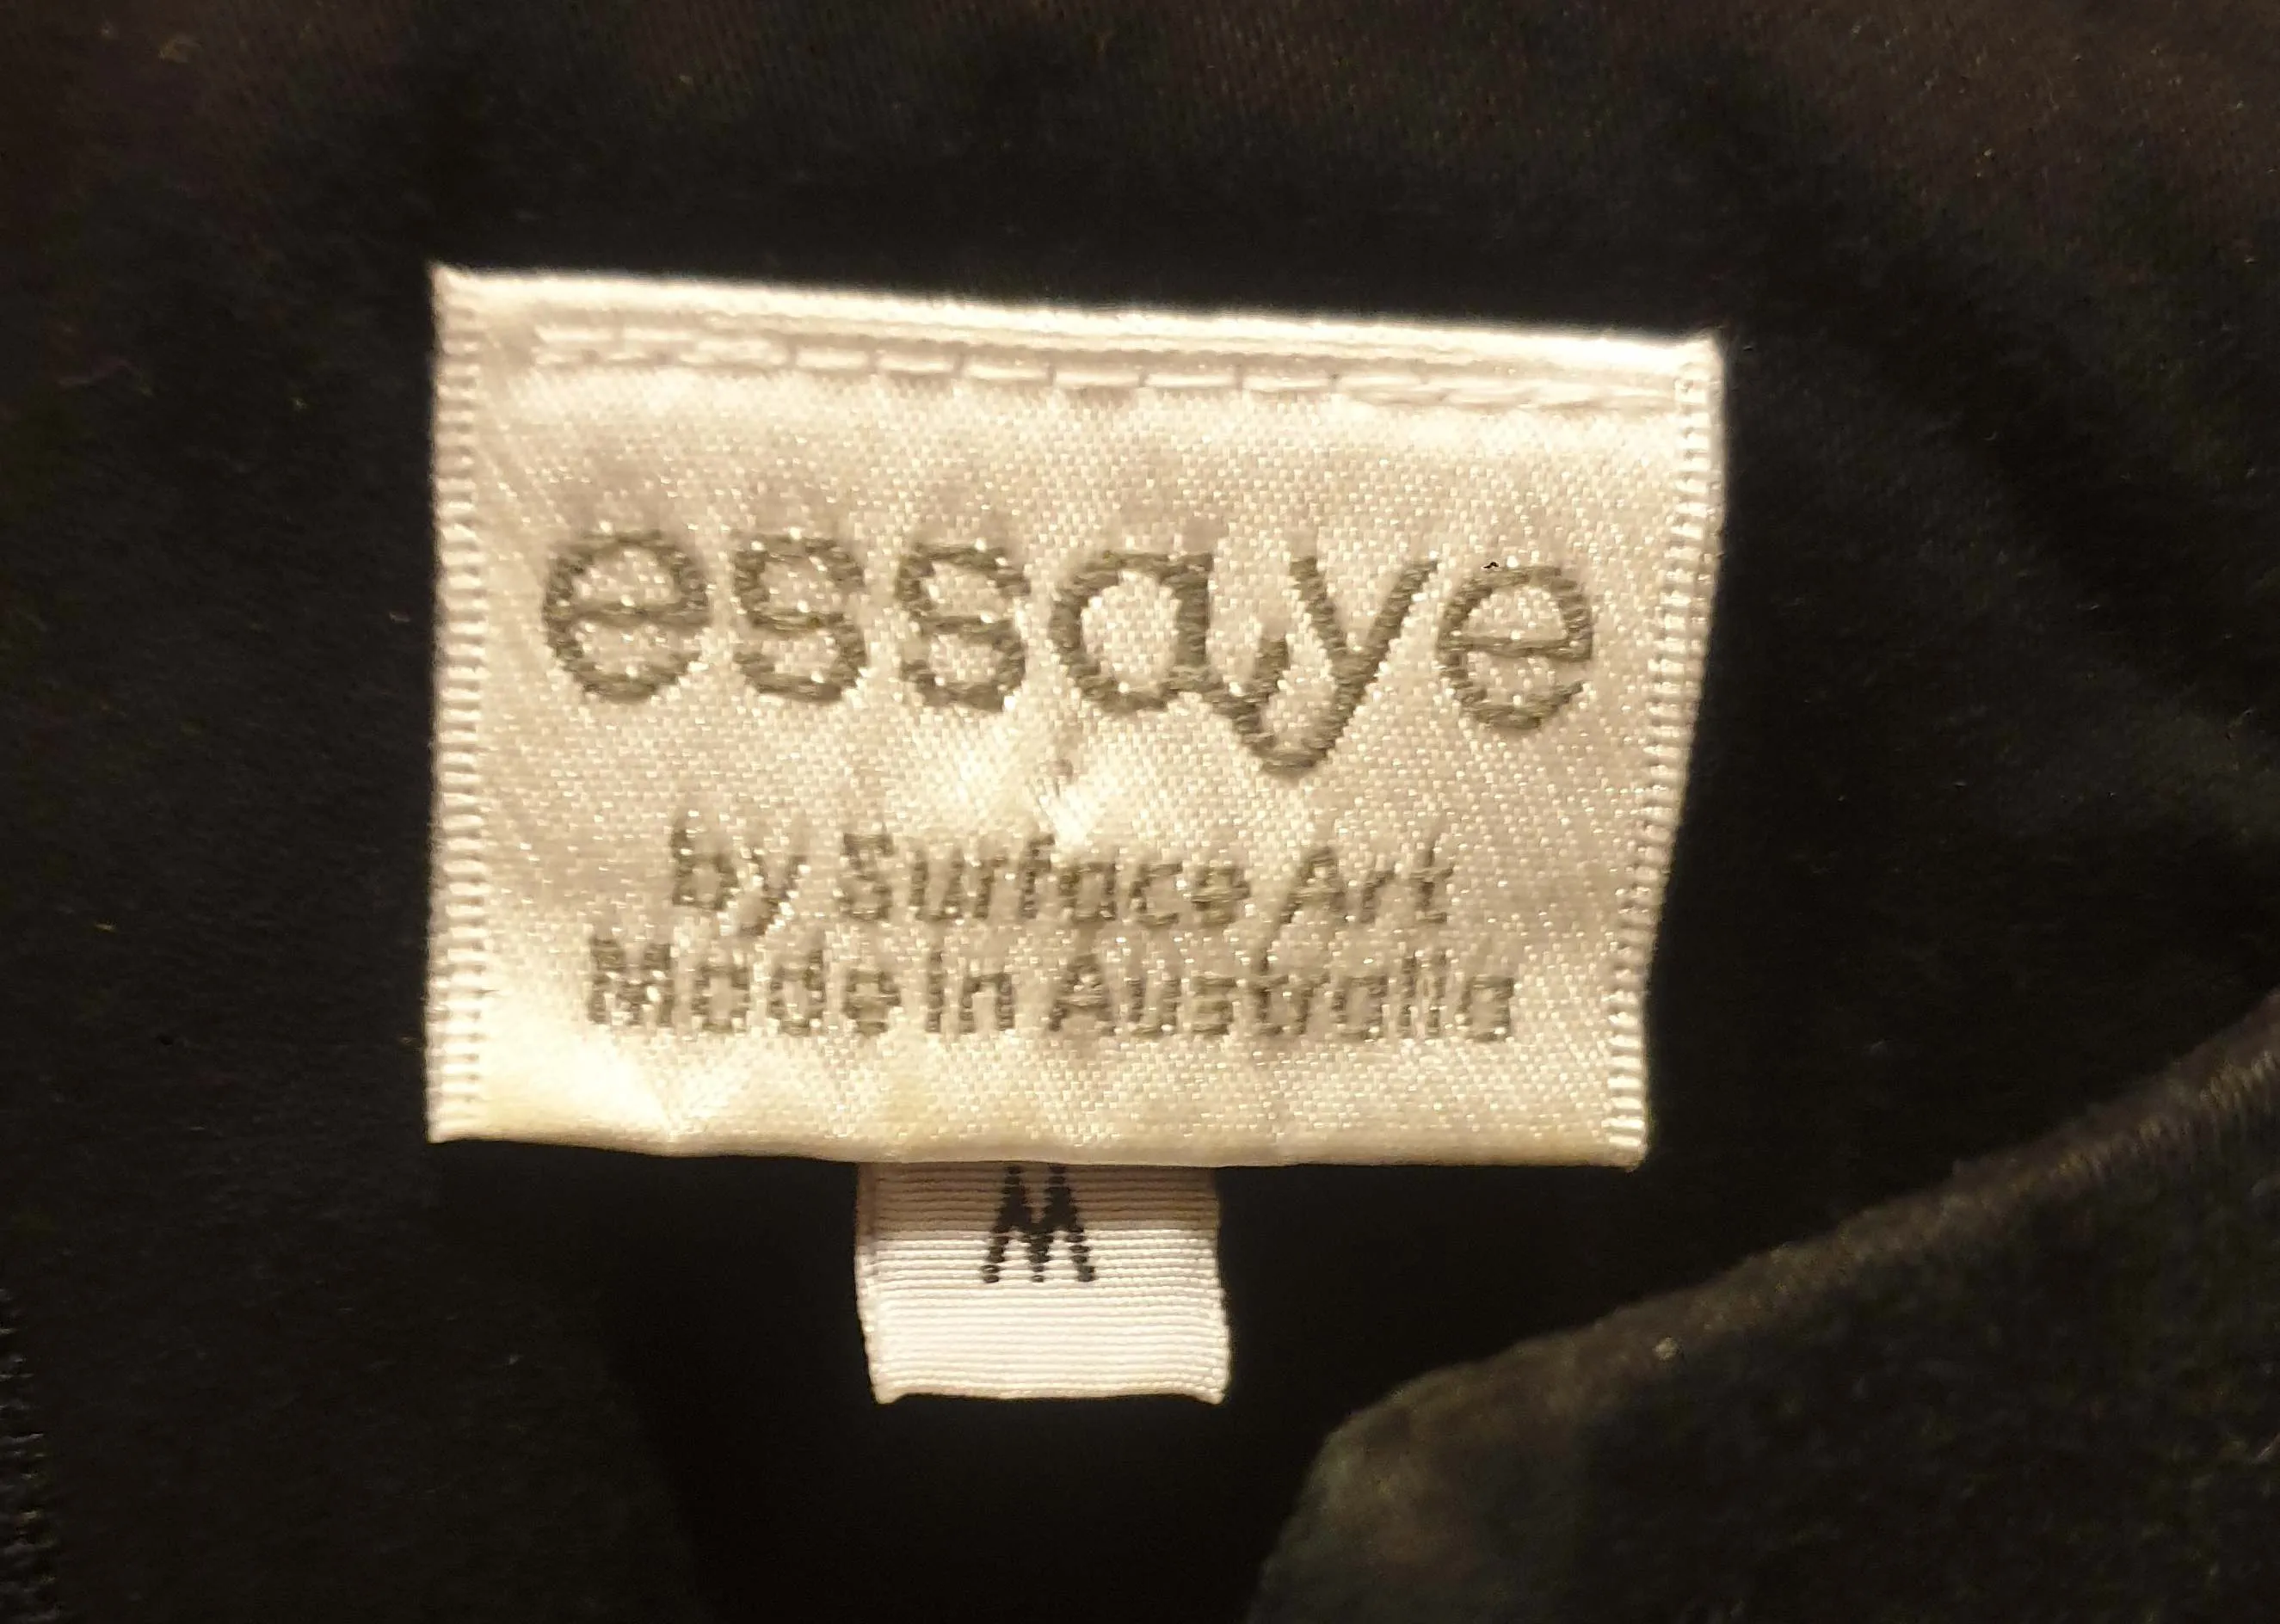 essaye
by Surface Art
Made in Australia
M